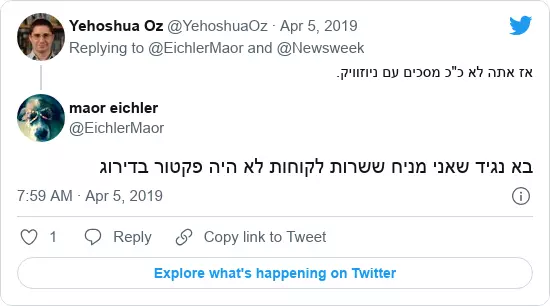 Yehoshua Oz @YehoshuaOz · Apr 5, 2019
Replying to @EichlerMaor and @Newsweek
אז אתה לא כ"כ מסכים עם ניוזוויק.
maor eichler
@EichlerMaor
בא נגיד שאני מניח ששרות לקוחות לא היה פקטור בדירוג
7:59 AM · Apr 5, 2019
1 Reply Copy link to Tweet
Explore what's happening on Twitter